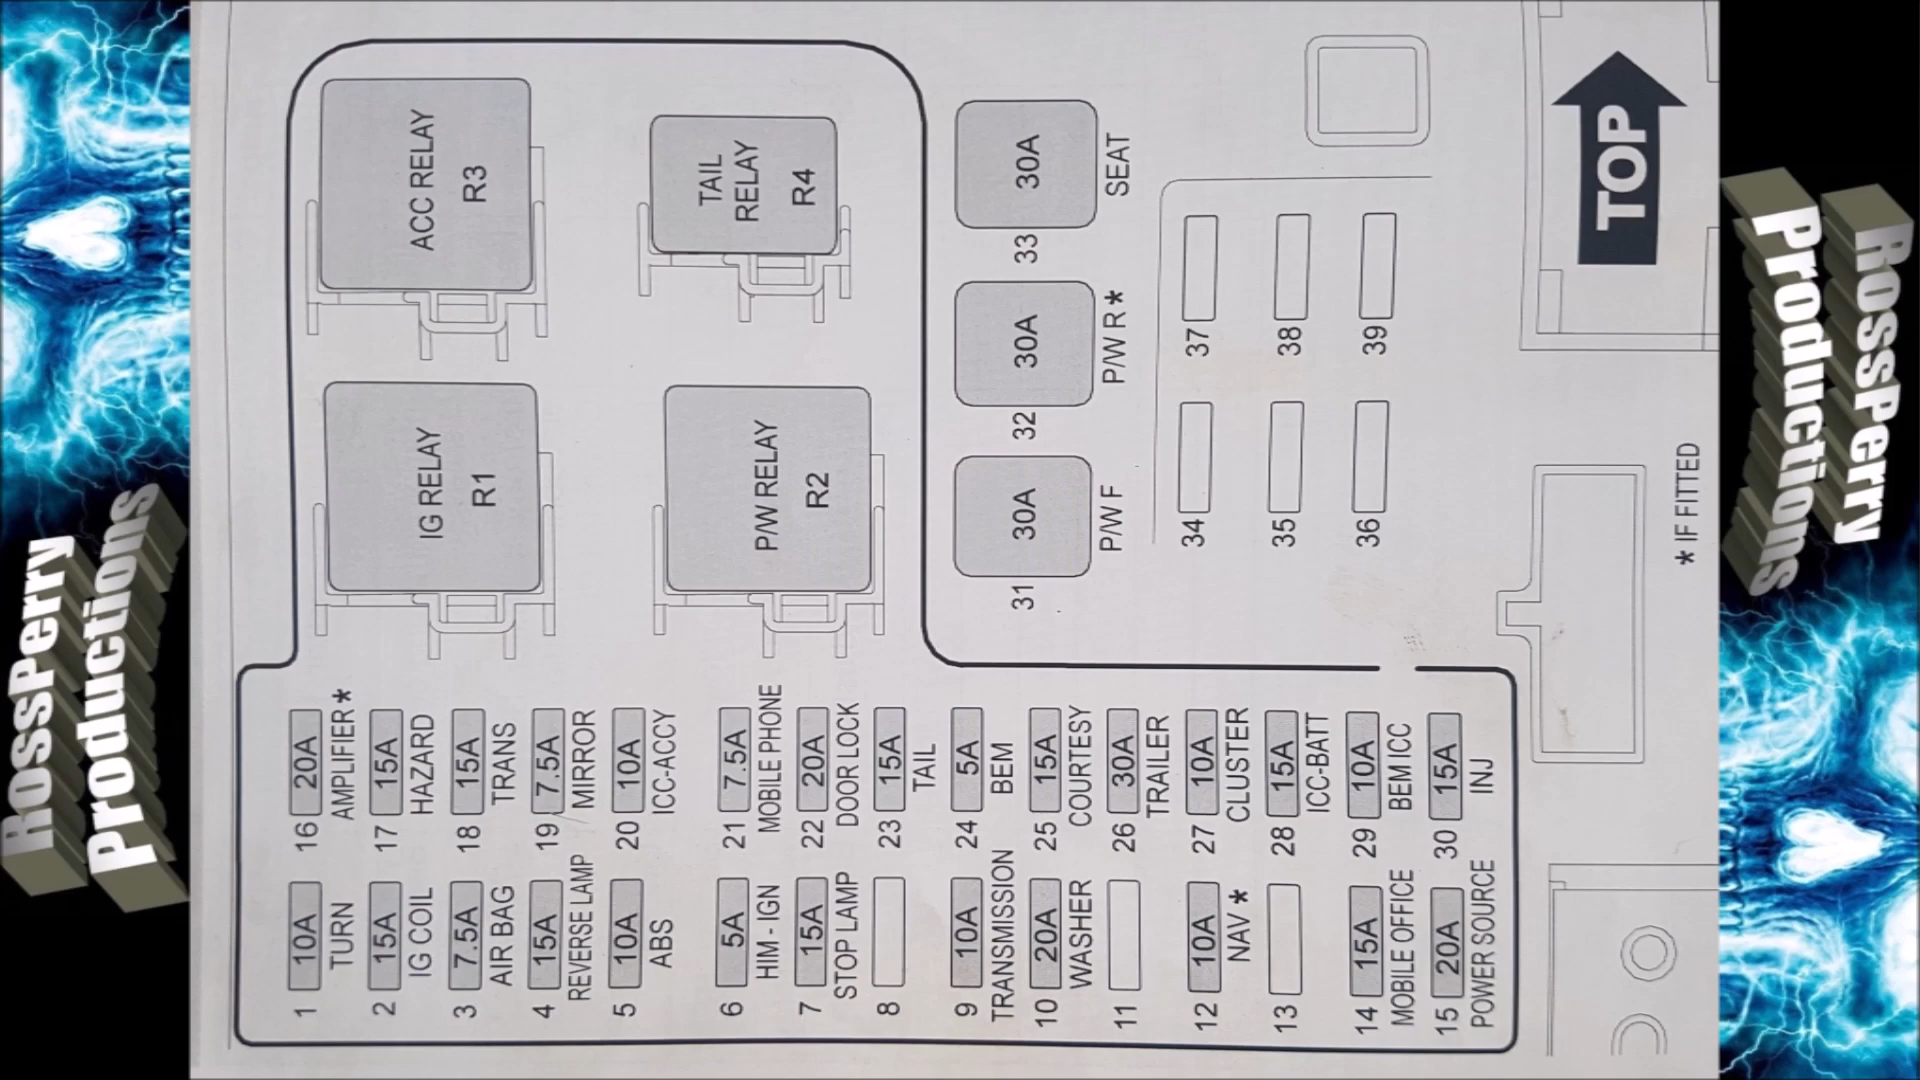 1 10A
TURN
2 15A
IG COIL
3 7.5A
AIR BAG
4 15A
REVERSE LAMP
5 10A
ABS
6 5A
HIM - IGN
7 15A
STOP LAMP
8
9 10A
TRANSMISSION
10 20A
WASHER
11
12 10A
NAV *
13
14 15A
MOBILE OFFICE
15 20A
POWER SOURCE
16 20A
AMPLIFIER*
17 15A
HAZARD
18 15A
TRANS
19 7.5A
MIRROR
20 10A
ICC-ACCY
21 7.5A
MOBILE PHONE
22 20A
DOOR LOCK
23 15A
TAIL
24 5A
BEM
25 15A
COURTESY
26 30A
TRAILER
27 10A
CLUSTER
28 15A
ICC-BATT
29 10A
BEM ICC
30 15A
INJ
IG RELAY
R1
ACC RELAY
R3
P/W RELAY
R2
TAIL
RELAY
R4
31 30A
P/W F
32 30A
P/W R*
33 30A
SEAT
34
35
36
37
38
39
* IF FITTED
TOP
RossPerry
Productions
RossPerry
Productions